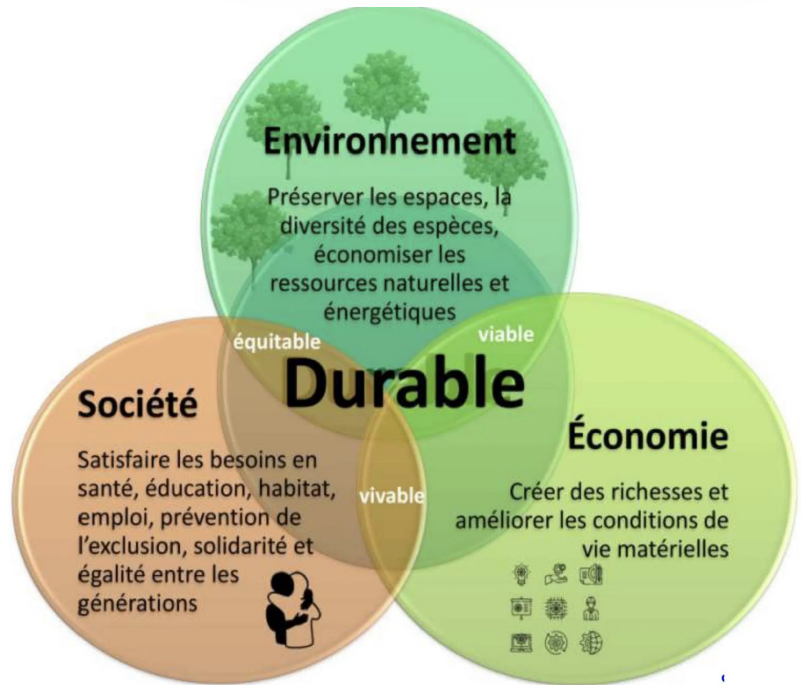 Environnement
Préserver les espaces, la
diversité des espèces,
économiser les
ressources naturelles et
énergétiques
équitable
viable
Durable
Société
Satisfaire les besoins en
santé, éducation, habitat,
emploi, prévention de
l'exclusion, solidarité et
égalité entre les
générations
vivable
Économie
Créer des richesses et
améliorer les conditions de
vie matérielles